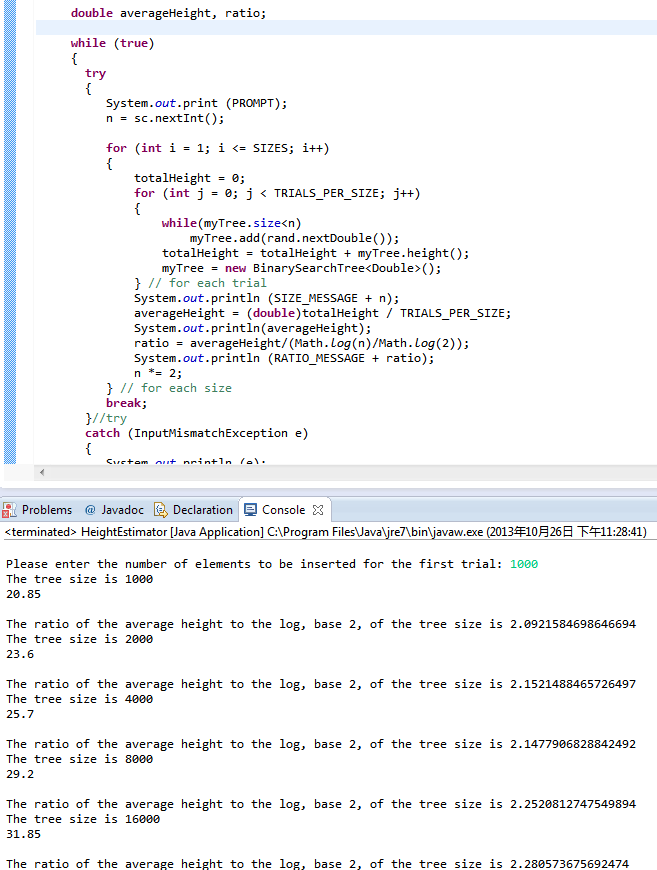 double averageHeight, ratio;
while (true)
{
try
{
System.out.print (PROMPT);
n = sc.nextInt();
for (int i = 1; i <= SIZES; i++)
{
totalHeight = 0;
for (int j = 0; j < TRIALS_PER_SIZE; j++)
{
while(myTree.size<n)
myTree.add(rand.nextDouble());
totalHeight = totalHeight + myTree.height();
myTree = new BinarySearchTree<Double>();
} // for each trial
System.out.println (SIZE_MESSAGE + n);
averageHeight = (double)totalHeight / TRIALS_PER_SIZE;
System.out.println(averageHeight);
ratio = averageHeight/(Math.log(n)/Math.log(2));
System.out.println (RATIO_MESSAGE + ratio);
n *= 2;
} // for each size
break;
}//try
catch (InputMismatchException e)
{
System.out.println (e);
Problems @ Javadoc Declaration Console
<terminated> HeightEstimator [Java Application] C:\Program Files\Java\jre7\bin\javaw.exe (2013年10月26日 下午11:28:41)
Please enter the number of elements to be inserted for the first trial: 1000
The tree size is 1000
20.85
The ratio of the average height to the log, base 2, of the tree size is 2.0921584698646694
The tree size is 2000
23.6
The ratio of the average height to the log, base 2, of the tree size is 2.1521488465726497
The tree size is 4000
25.7
The ratio of the average height to the log, base 2, of the tree size is 2.1477906828842492
The tree size is 8000
29.2
The ratio of the average height to the log, base 2, of the tree size is 2.2520812747549894
The tree size is 16000
31.85
The ratio of the average height to the log, base 2, of the tree size is 2.280573675692474